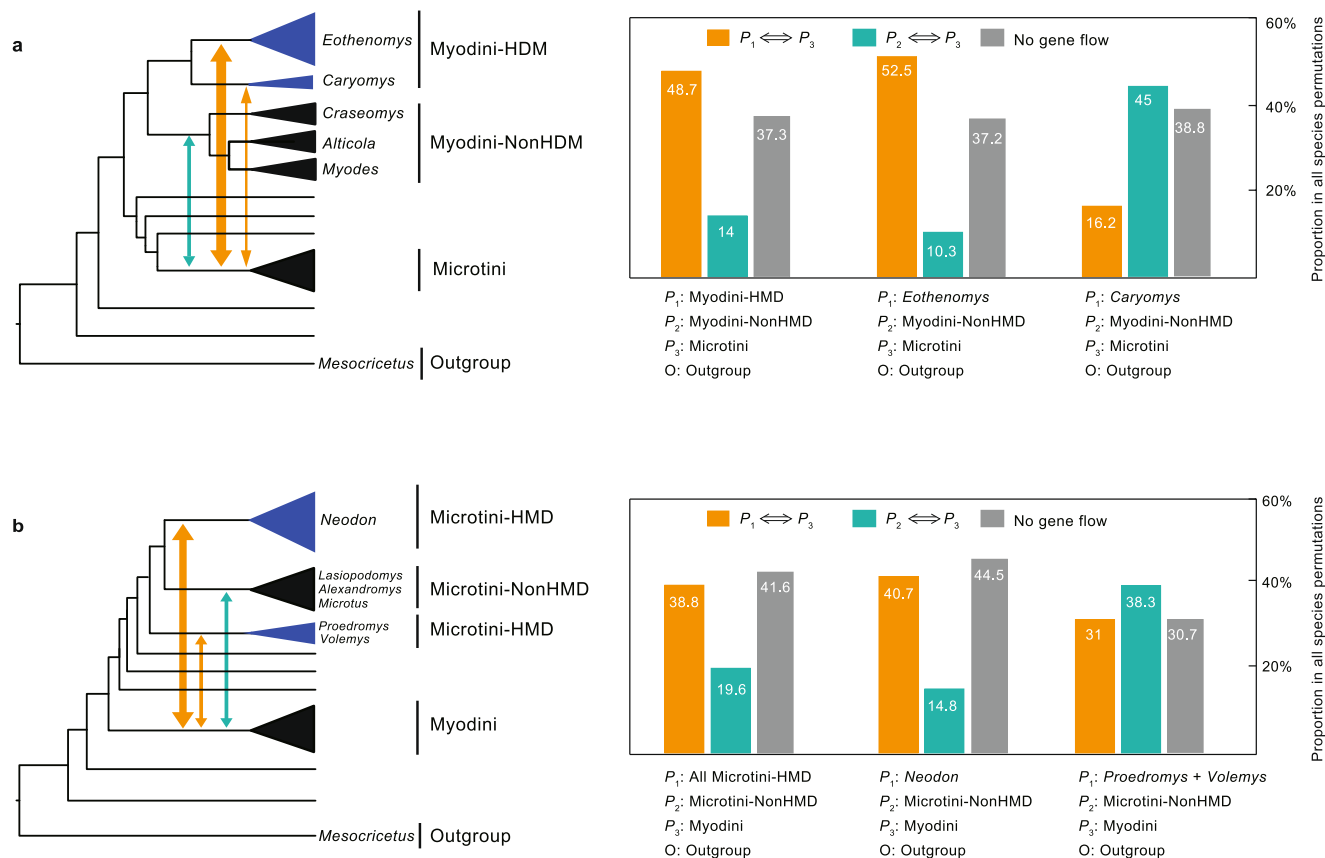 a
Eothenomys
Myodini-HDM
Caryomys
Craseomys
Alticola
Myodini-NonHDM
Myodes
Microtini
Mesocricetus
Outgroup
P1 ⟺ P3
P2 ⟺ P3
No gene flow
60%
40%
20%
Proportion in all species permutations
48.7
14
37.3
52.5
10.3
37.2
16.2
45
38.8
P1: Myodini-HMD
P2: Myodini-NonHMD
P3: Microtini
O: Outgroup
P1: Eothenomys
P2: Myodini-NonHMD
P3: Microtini
O: Outgroup
P1: Caryomys
P2: Myodini-NonHMD
P3: Microtini
O: Outgroup
b
Neodon
Microtini-HMD
Lasiopodomys
Alexandromys
Microtus
Microtini-NonHMD
Proedromys
Volemys
Microtini-HMD
Myodini
Mesocricetus
Outgroup
P1 ⟺ P3
P2 ⟺ P3
No gene flow
60%
40%
20%
Proportion in all species permutations
38.8
19.6
41.6
40.7
14.8
44.5
31
38.3
30.7
P1: All Microtini-HMD
P2: Microtini-NonHMD
P3: Myodini
O: Outgroup
P1: Neodon
P2: Microtini-NonHMD
P3: Myodini
O: Outgroup
P1: Proedromys + Volemys
P2: Microtini-NonHMD
P3: Myodini
O: Outgroup